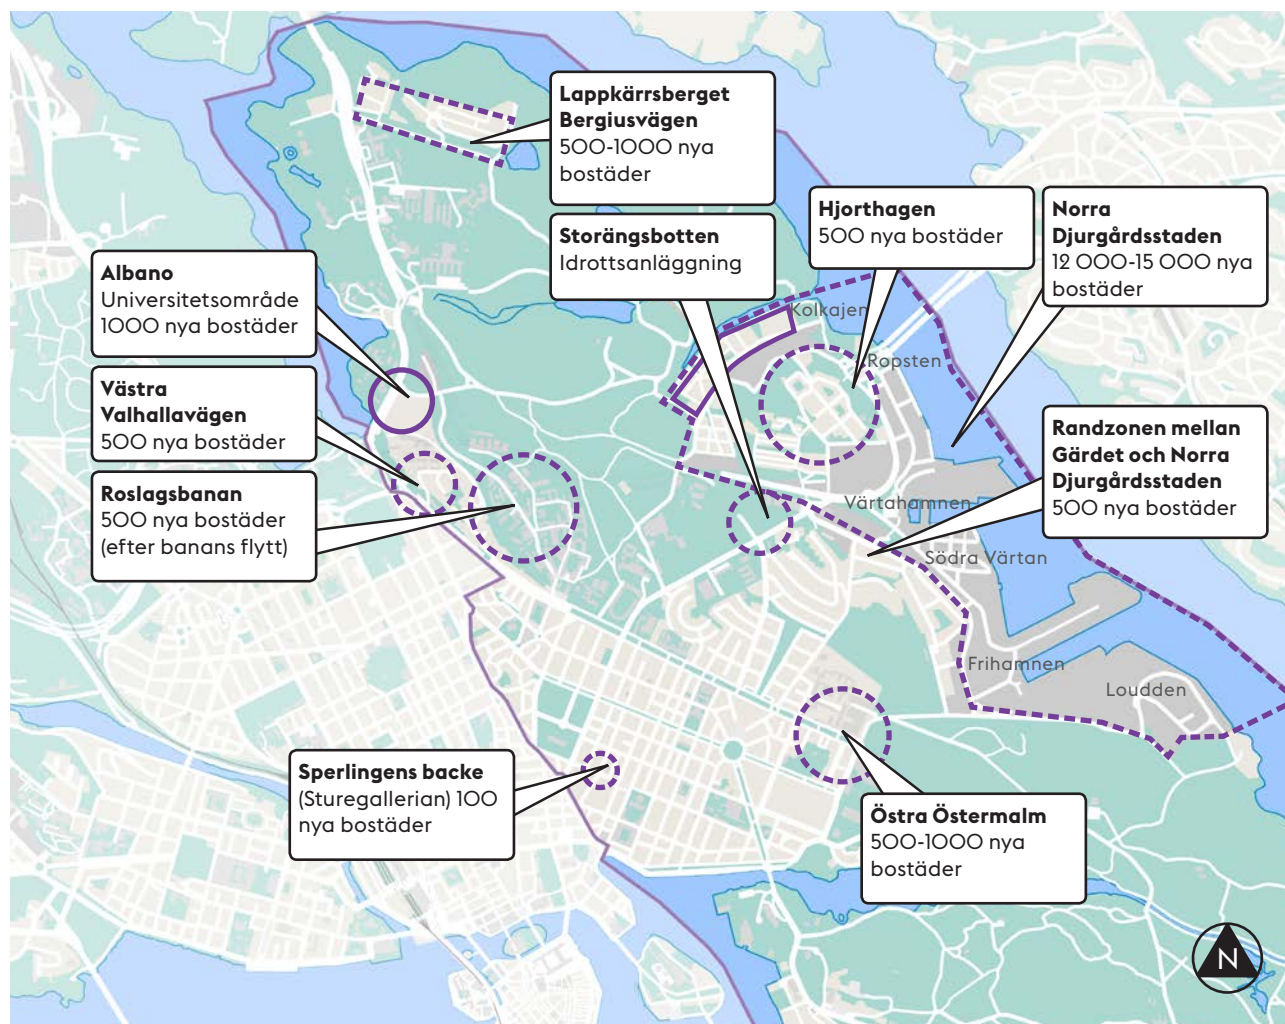 Lappkärrsberget
Bergiusvägen
500-1000 nya
bostäder
Storängsbotten
Idrottsanläggning
Hjorthagen
500 nya bostäder
Norra
Djurgårdsstaden
12 000-15 000 nya
bostäder
Albano
Universitetsområde
1000 nya bostäder
Västra
Valhallavägen
500 nya bostäder
Roslagsbanan
500 nya bostäder
(efter banans flytt)
Kolkajen
Ropsten
Randzonen mellan
Gärdet och Norra
Djurgårdsstaden
500 nya bostäder
Värtahamnen
Södra Värtan
Frihamnen
Loudden
Sperlingens backe
(Sturegallerian) 100
nya bostäder
Östra Östermalm
500-1000 nya
bostäder
N